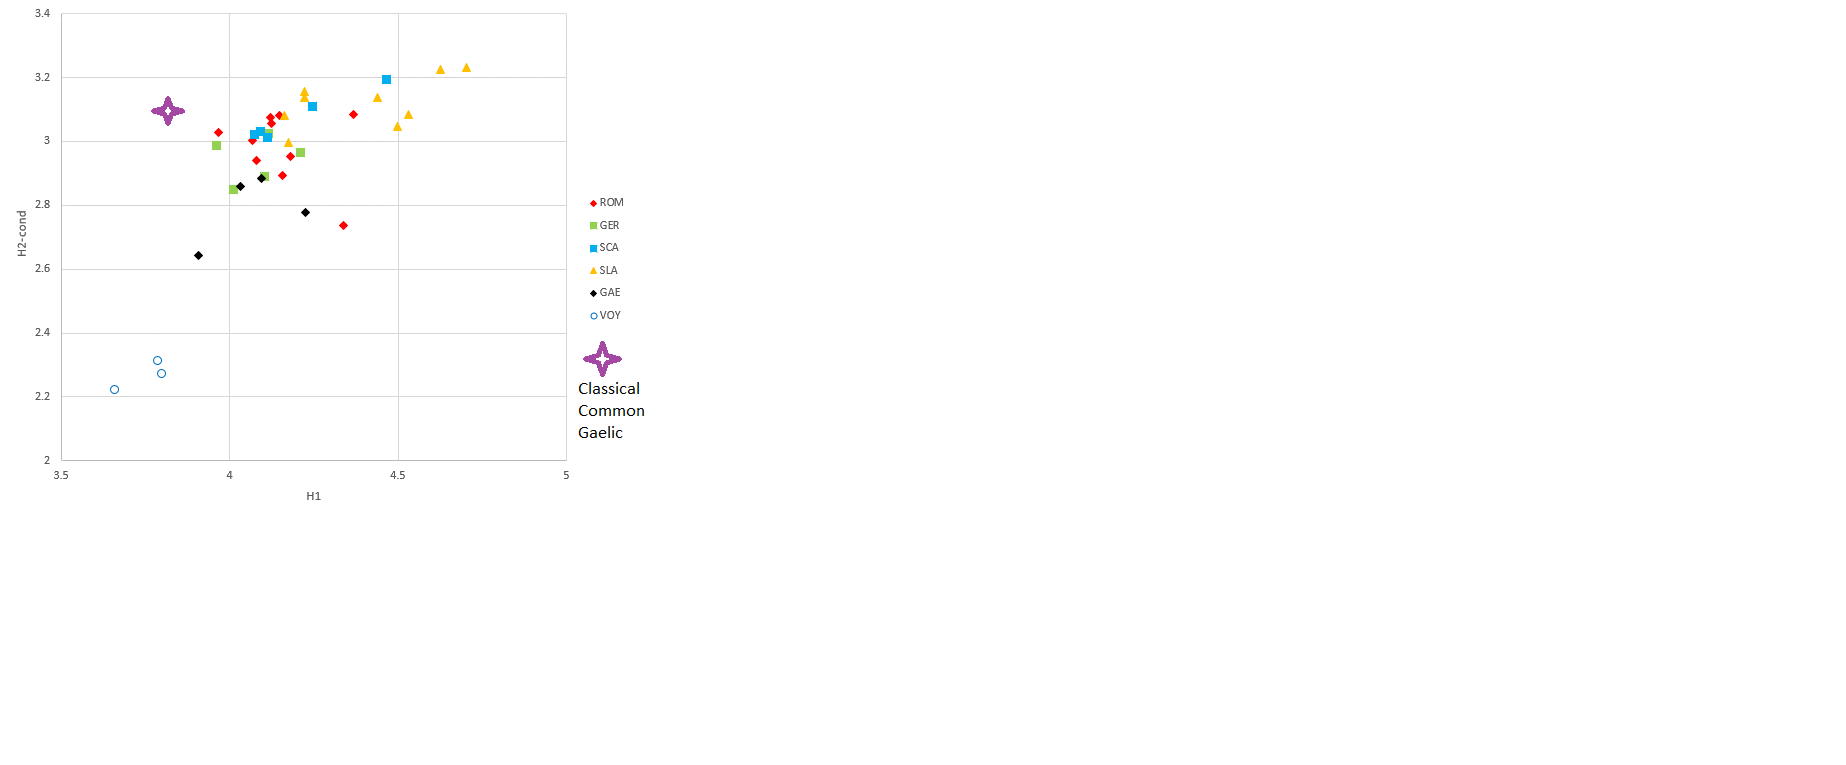 3.4
3.2
3
2.8
2.6
2.4
2.2
2
H2-cond
3.5
4
4.5
5
H1
ROM
GER
SCA
SLA
GAE
VOY
Classical
Common
Gaelic